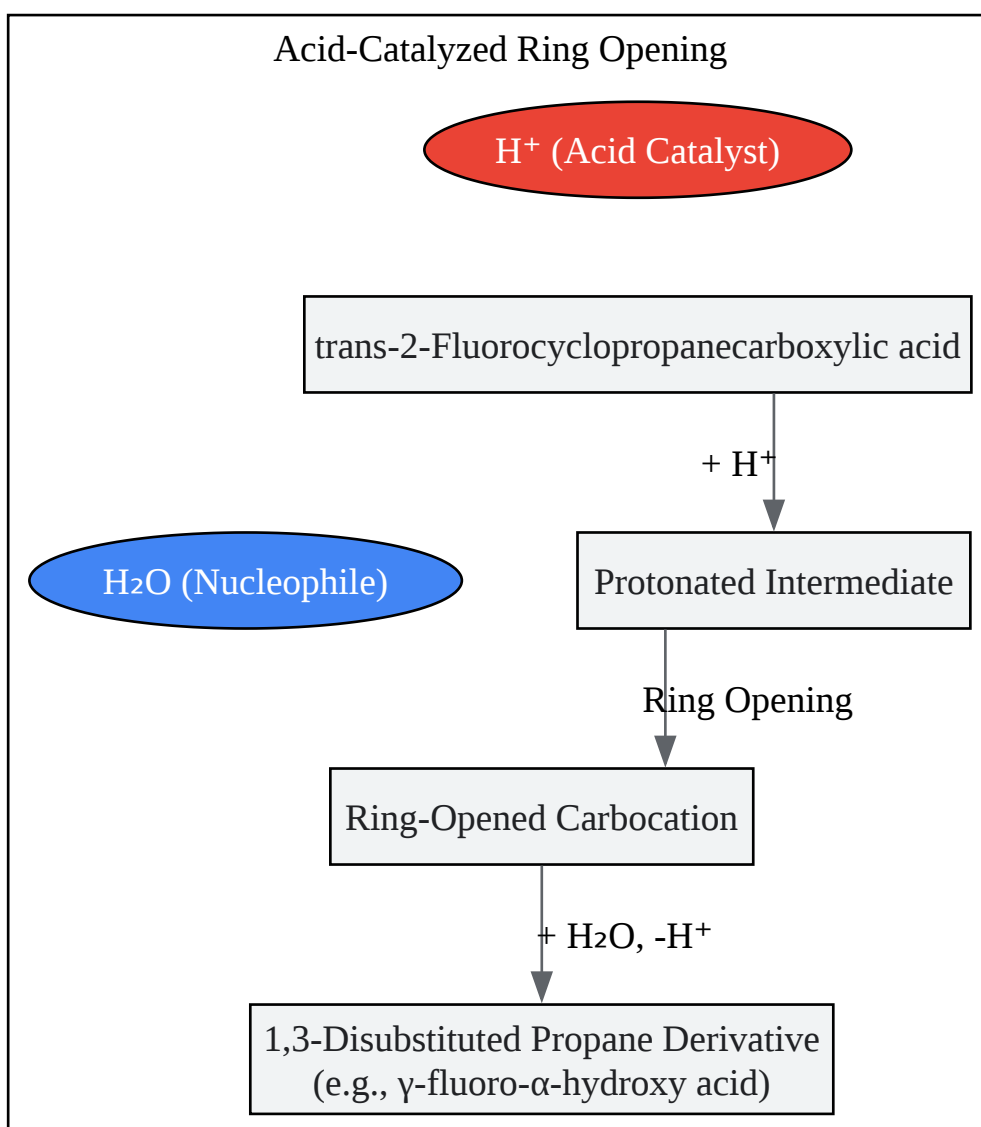 Acid-Catalyzed Ring Opening
H⁺ (Acid Catalyst)
trans-2-Fluorocyclopropanecarboxylic acid
+ H⁺
H₂O (Nucleophile)
Protonated Intermediate
Ring Opening
Ring-Opened Carbocation
+ H₂O, -H⁺
1,3-Disubstituted Propane Derivative
(e.g., γ-fluoro-α-hydroxy acid)